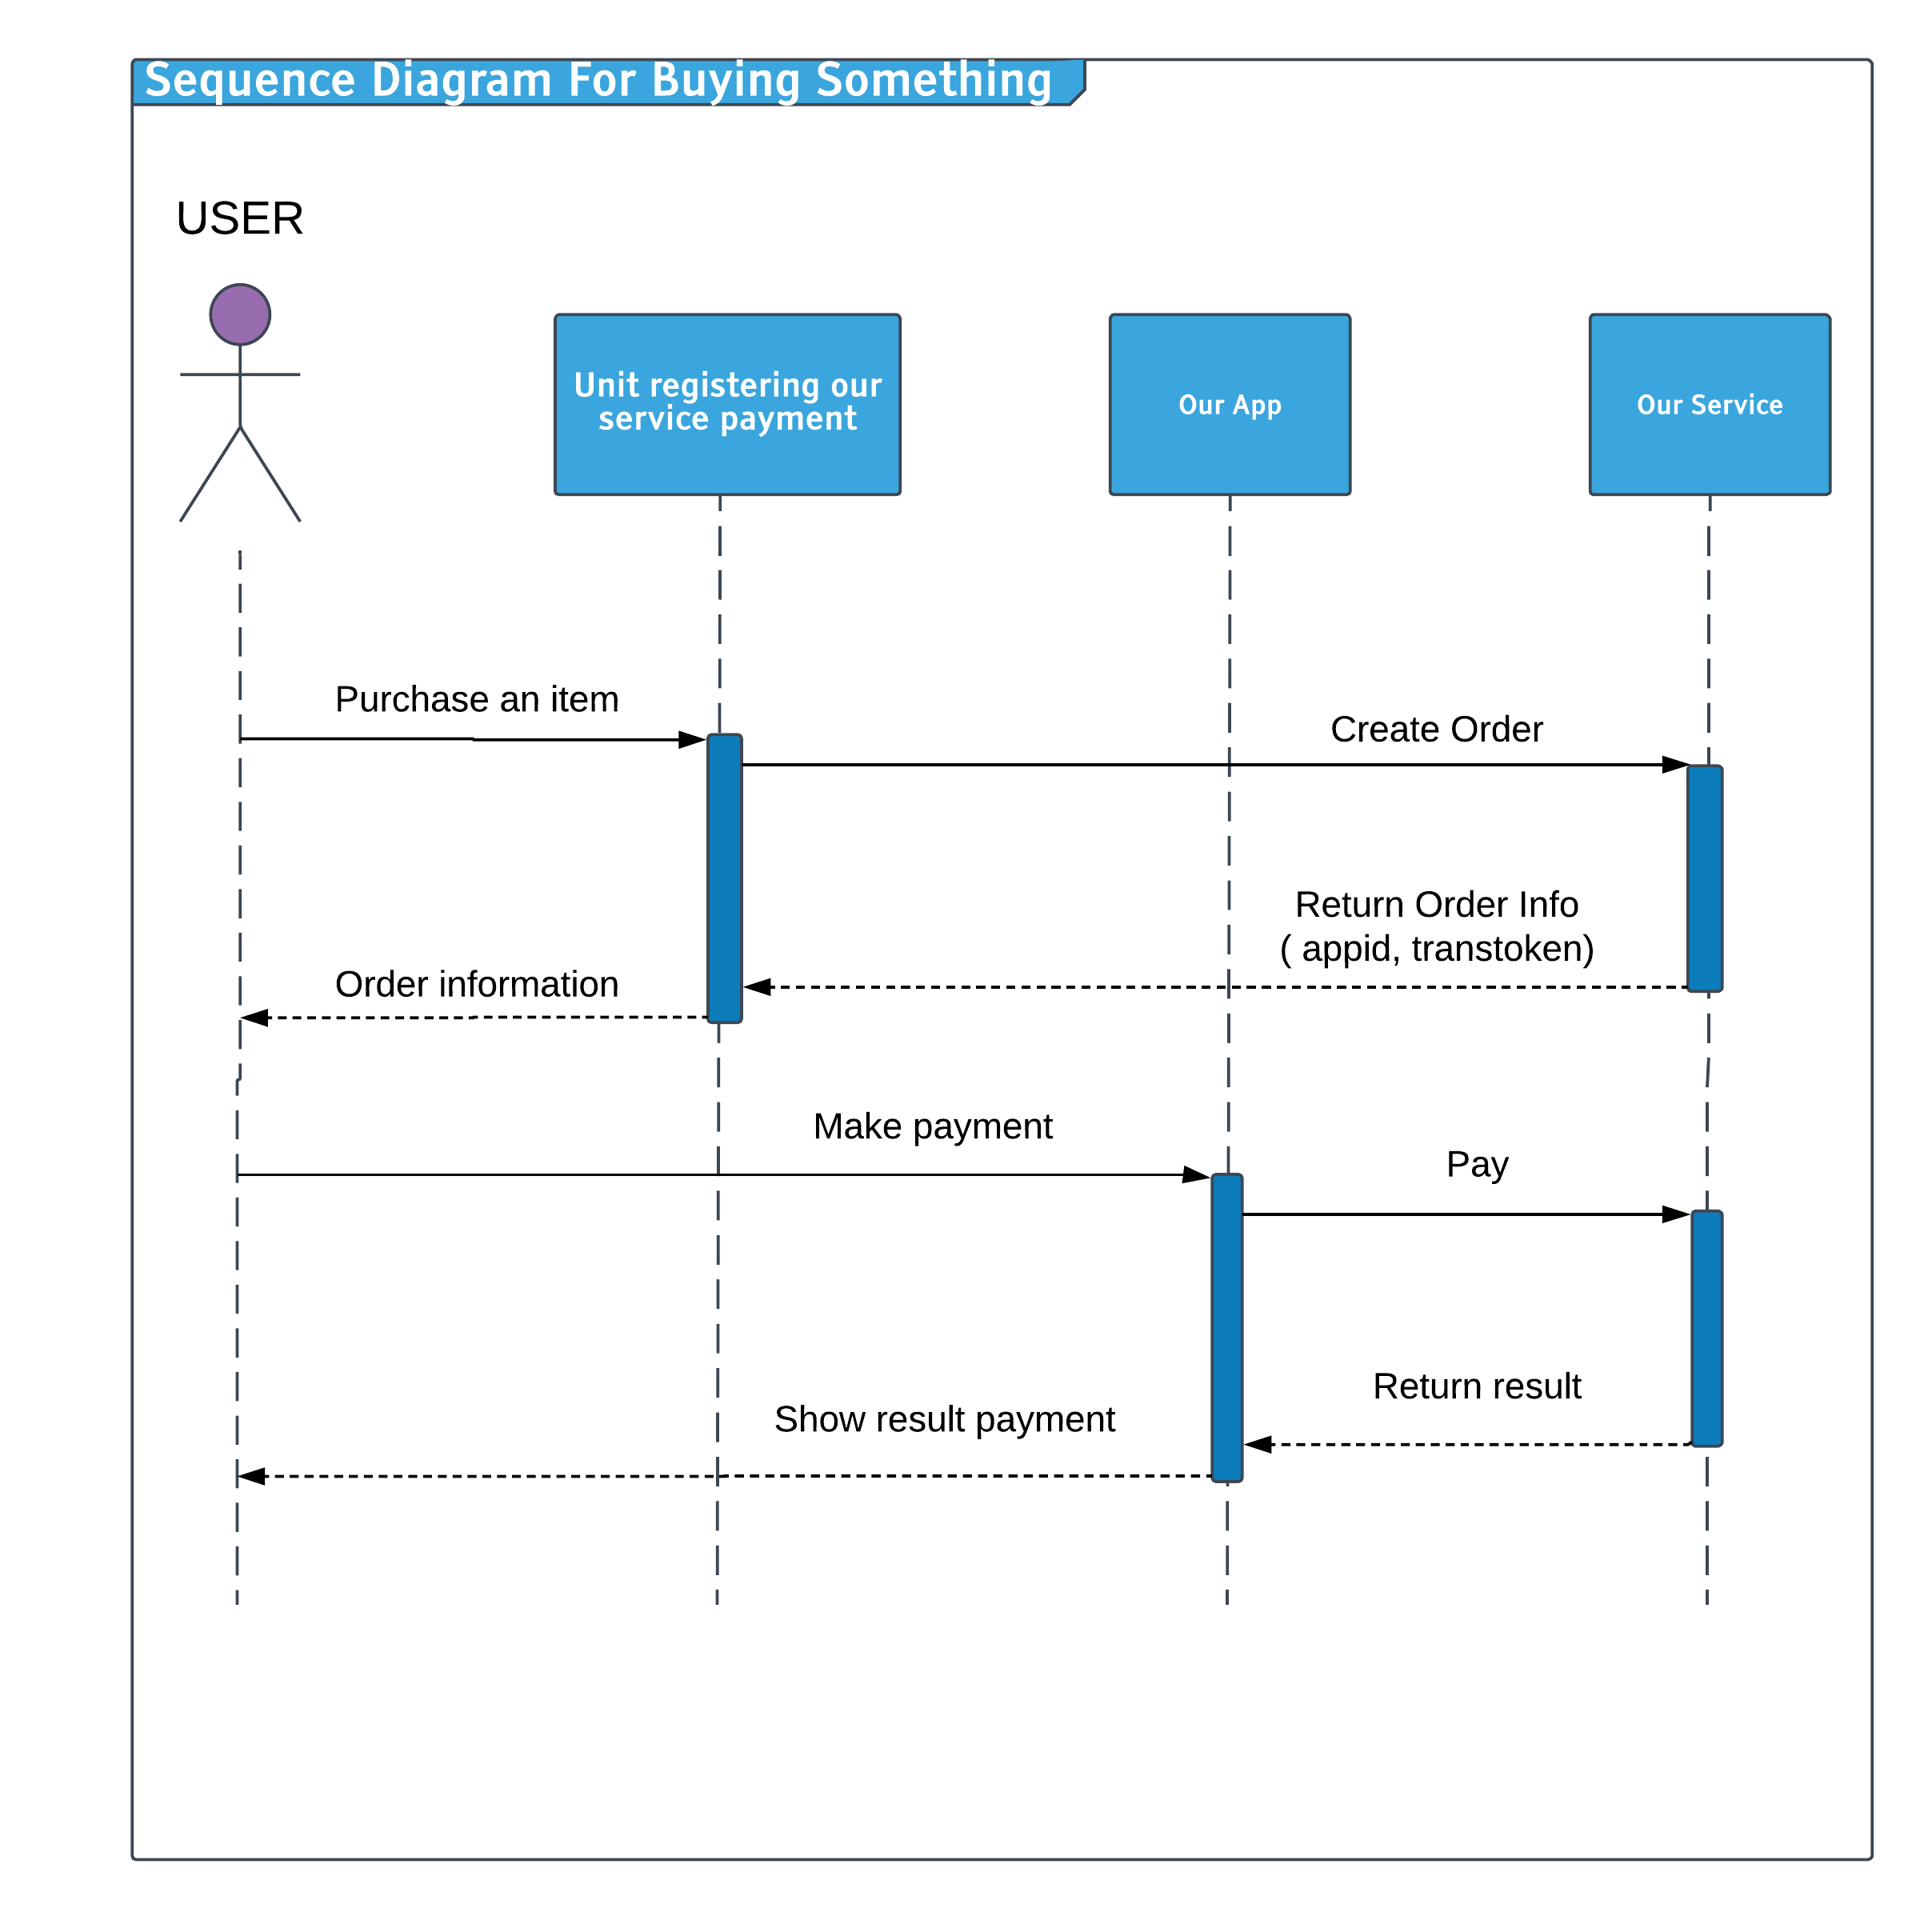 Sequence Diagram For Buying Something
USER
Unit registering our
service payment
Our App
Our Service
Purchase an item
Create Order
Return Order Info
( appid, transtoken)
Order information
Make payment
Pay
Return result
Show result payment